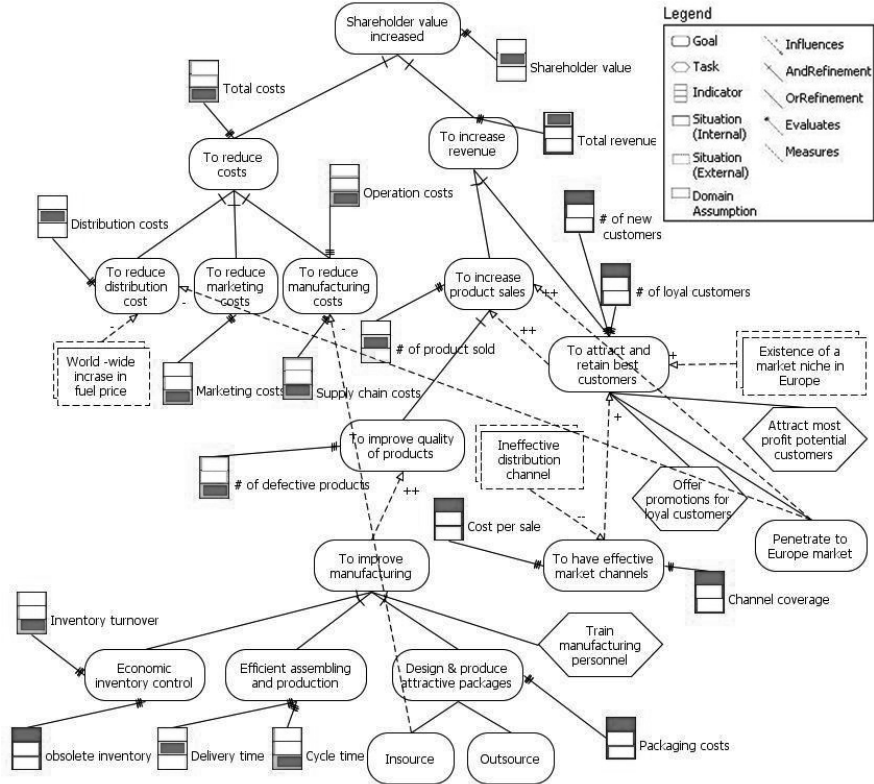 Shareholder value
increased
Shareholder value
Total costs
To reduce
costs
To increase
revenue
Total revenue
Legend
Goal
Task
Indicator
Situation
(Internal)
Situation
(External)
Domain
Assumption
Influences
AndRefinement
OrRefinement
Evaluates
Measures
Distribution costs
Operation costs
# of new
customers
# of loyal customers
To reduce
distribution
cost
To reduce
marketing
costs
To reduce
manufacturing
costs
To increase
product sales
++
++
-
-
-
World -wide
incrase in
fuel price
Marketing costs
Supply chain costs
# of product sold
To attract and
retain best
customers
+
Existence of a
market niche in
Europe
+
To improve quality
of products
# of defective products
++
Ineffective
distribution
channel
--
Attract most
profit potential
customers
Offer
promotions for
loyal customers
Penetrate to
Europe market
Cost per sale
To have effective
market channels
Channel coverage
To improve
manufacturing
Train
manufacturing
personnel
Inventory turnover
Economic
inventory control
Efficient assembling
and production
Design & produce
attractive packages
obsolete inventory
Delivery time
Cycle time
Insource
Outsource
Packaging costs